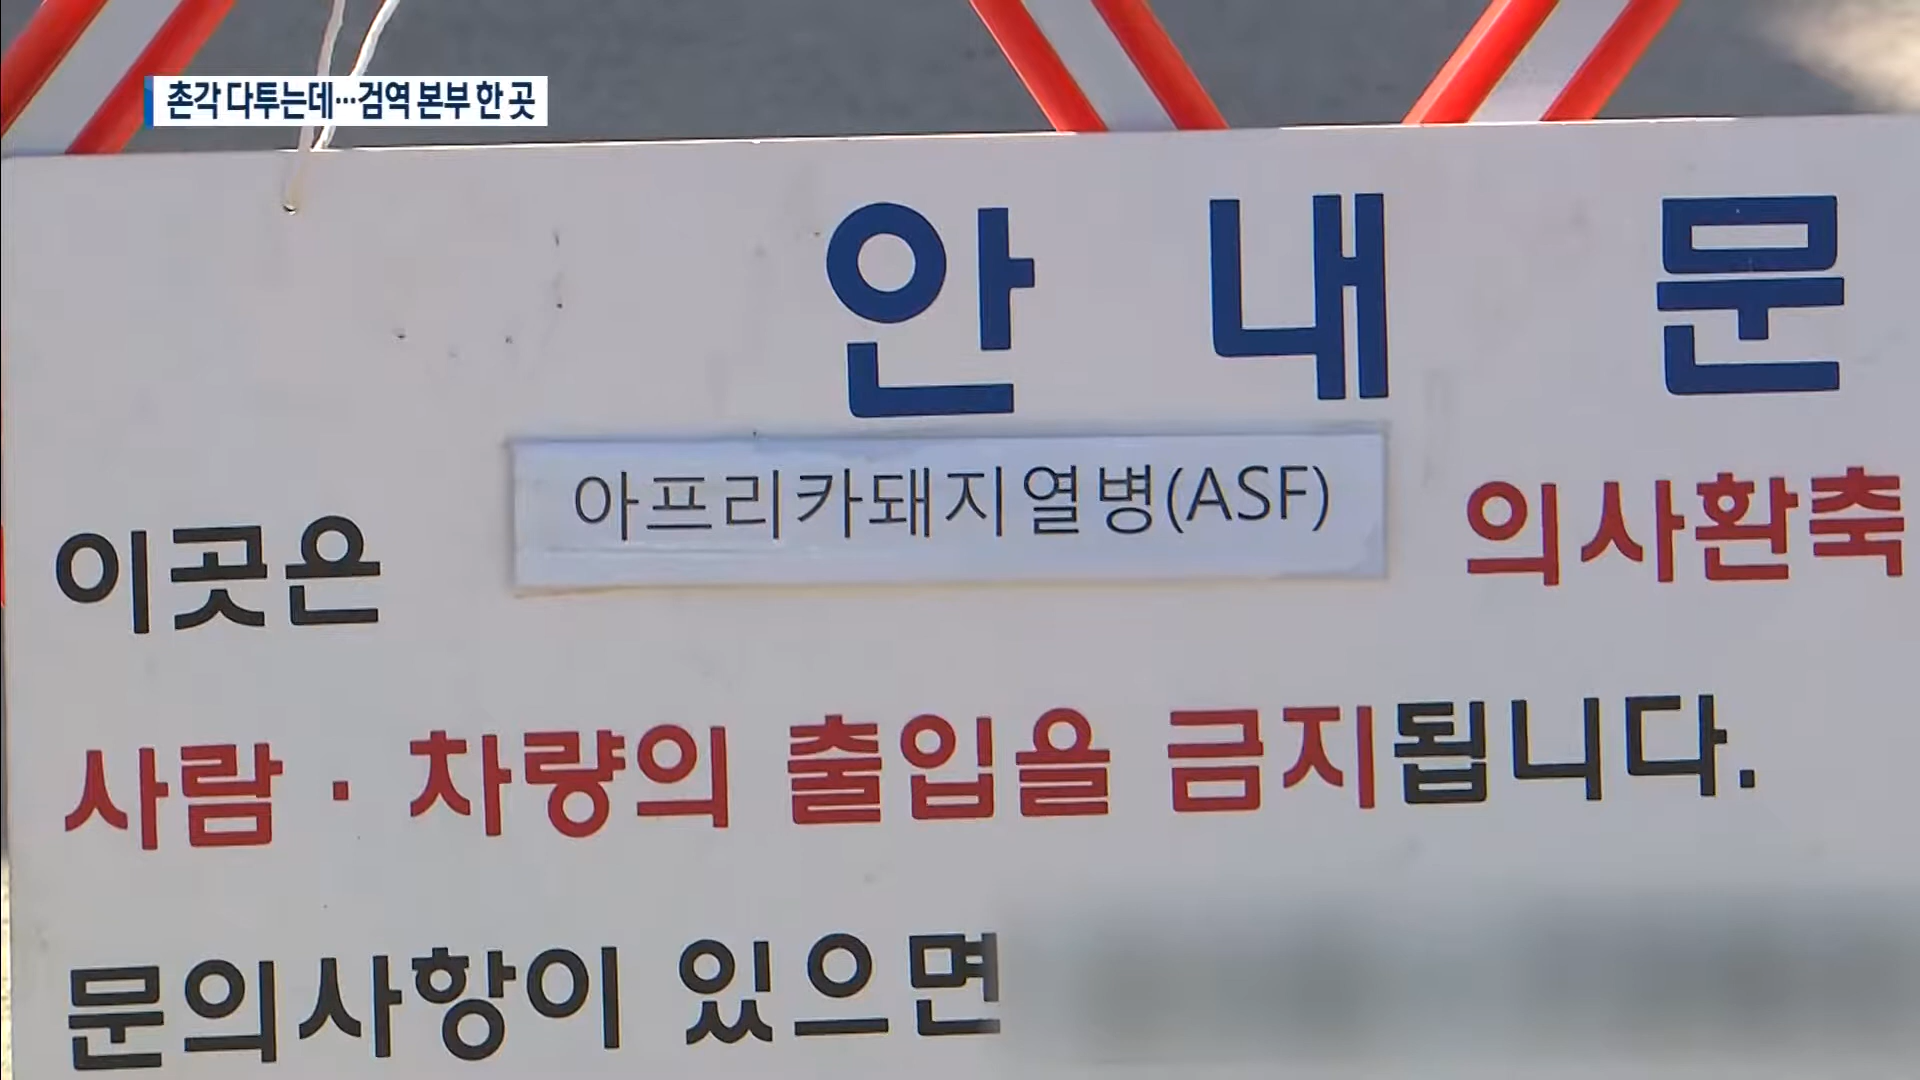 촌각 다투는데…검역 본부 한 곳
안 내 문
이곳은 아프리카돼지열병(ASF) 의사환축
사람 · 차량의 출입을 금지됩니다.
문의사항이 있으면